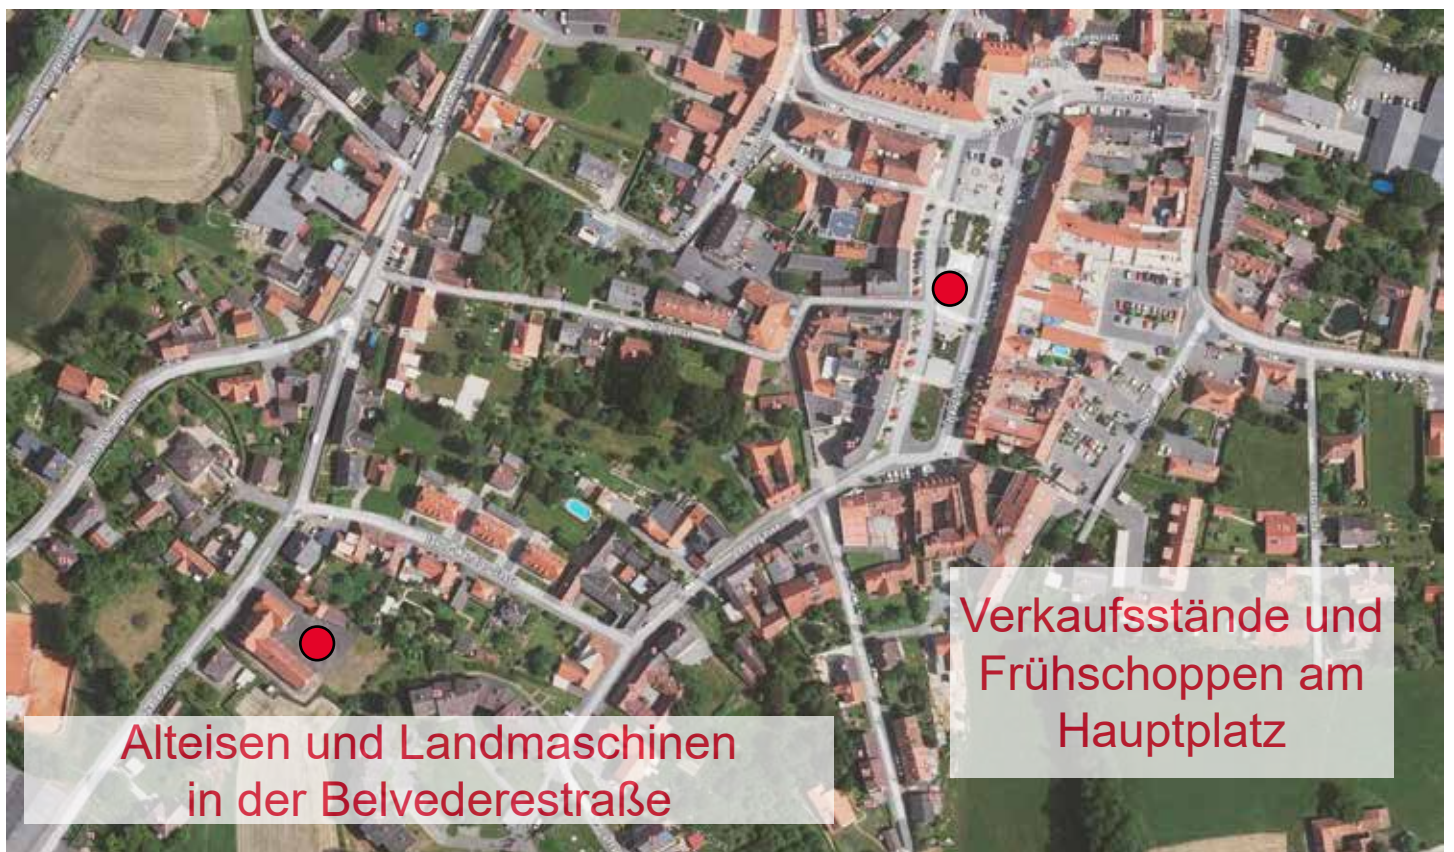 Verkaufsstände und
Frühschoppen am
Hauptplatz
Alteisen und Landmaschinen
in der Belvederestraße